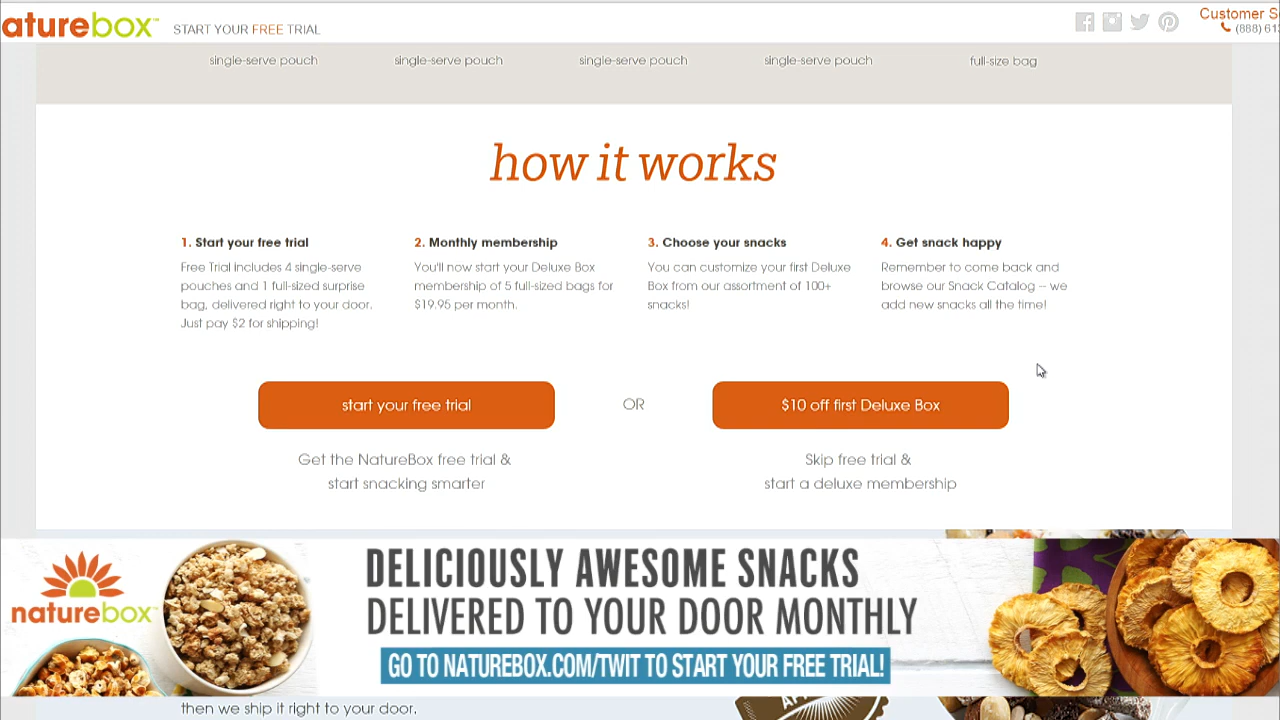 aturebox™ START YOUR FREE TRIAL
Customer S
(888) 613
single-serve pouch single-serve pouch single-serve pouch single-serve pouch full-size bag
how it works
1. Start your free trial
Free Trial includes 4 single-serve
pouches and 1 full-sized surprise
bag, delivered right to your door.
Just pay $2 for shipping!
2. Monthly membership
You'll now start your Deluxe Box
membership of 5 full-sized bags for
$19.95 per month.
3. Choose your snacks
You can customize your first Deluxe
Box from our assortment of 100+
snacks!
4. Get snack happy
Remember to come back and
browse our Snack Catalog -- we
add new snacks all the time!
start your free trial OR $10 off first Deluxe Box
Get the NatureBox free trial &
start snacking smarter
Skip free trial &
start a deluxe membership
naturebox™
DELICIOUSLY AWESOME SNACKS
DELIVERED TO YOUR DOOR MONTHLY
GO TO NATUREBOX.COM/TWIT TO START YOUR FREE TRIAL!
then we ship it right to your door.